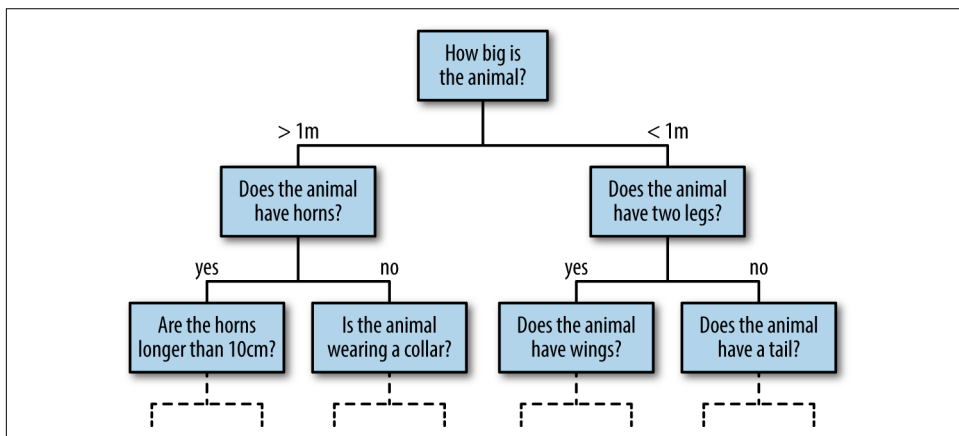 How big is
the animal?
> 1m
< 1m
Does the animal
have horns?
Does the animal
have two legs?
yes
no
yes
no
Are the horns
longer than 10cm?
Is the animal
wearing a collar?
Does the animal
have wings?
Does the animal
have a tail?